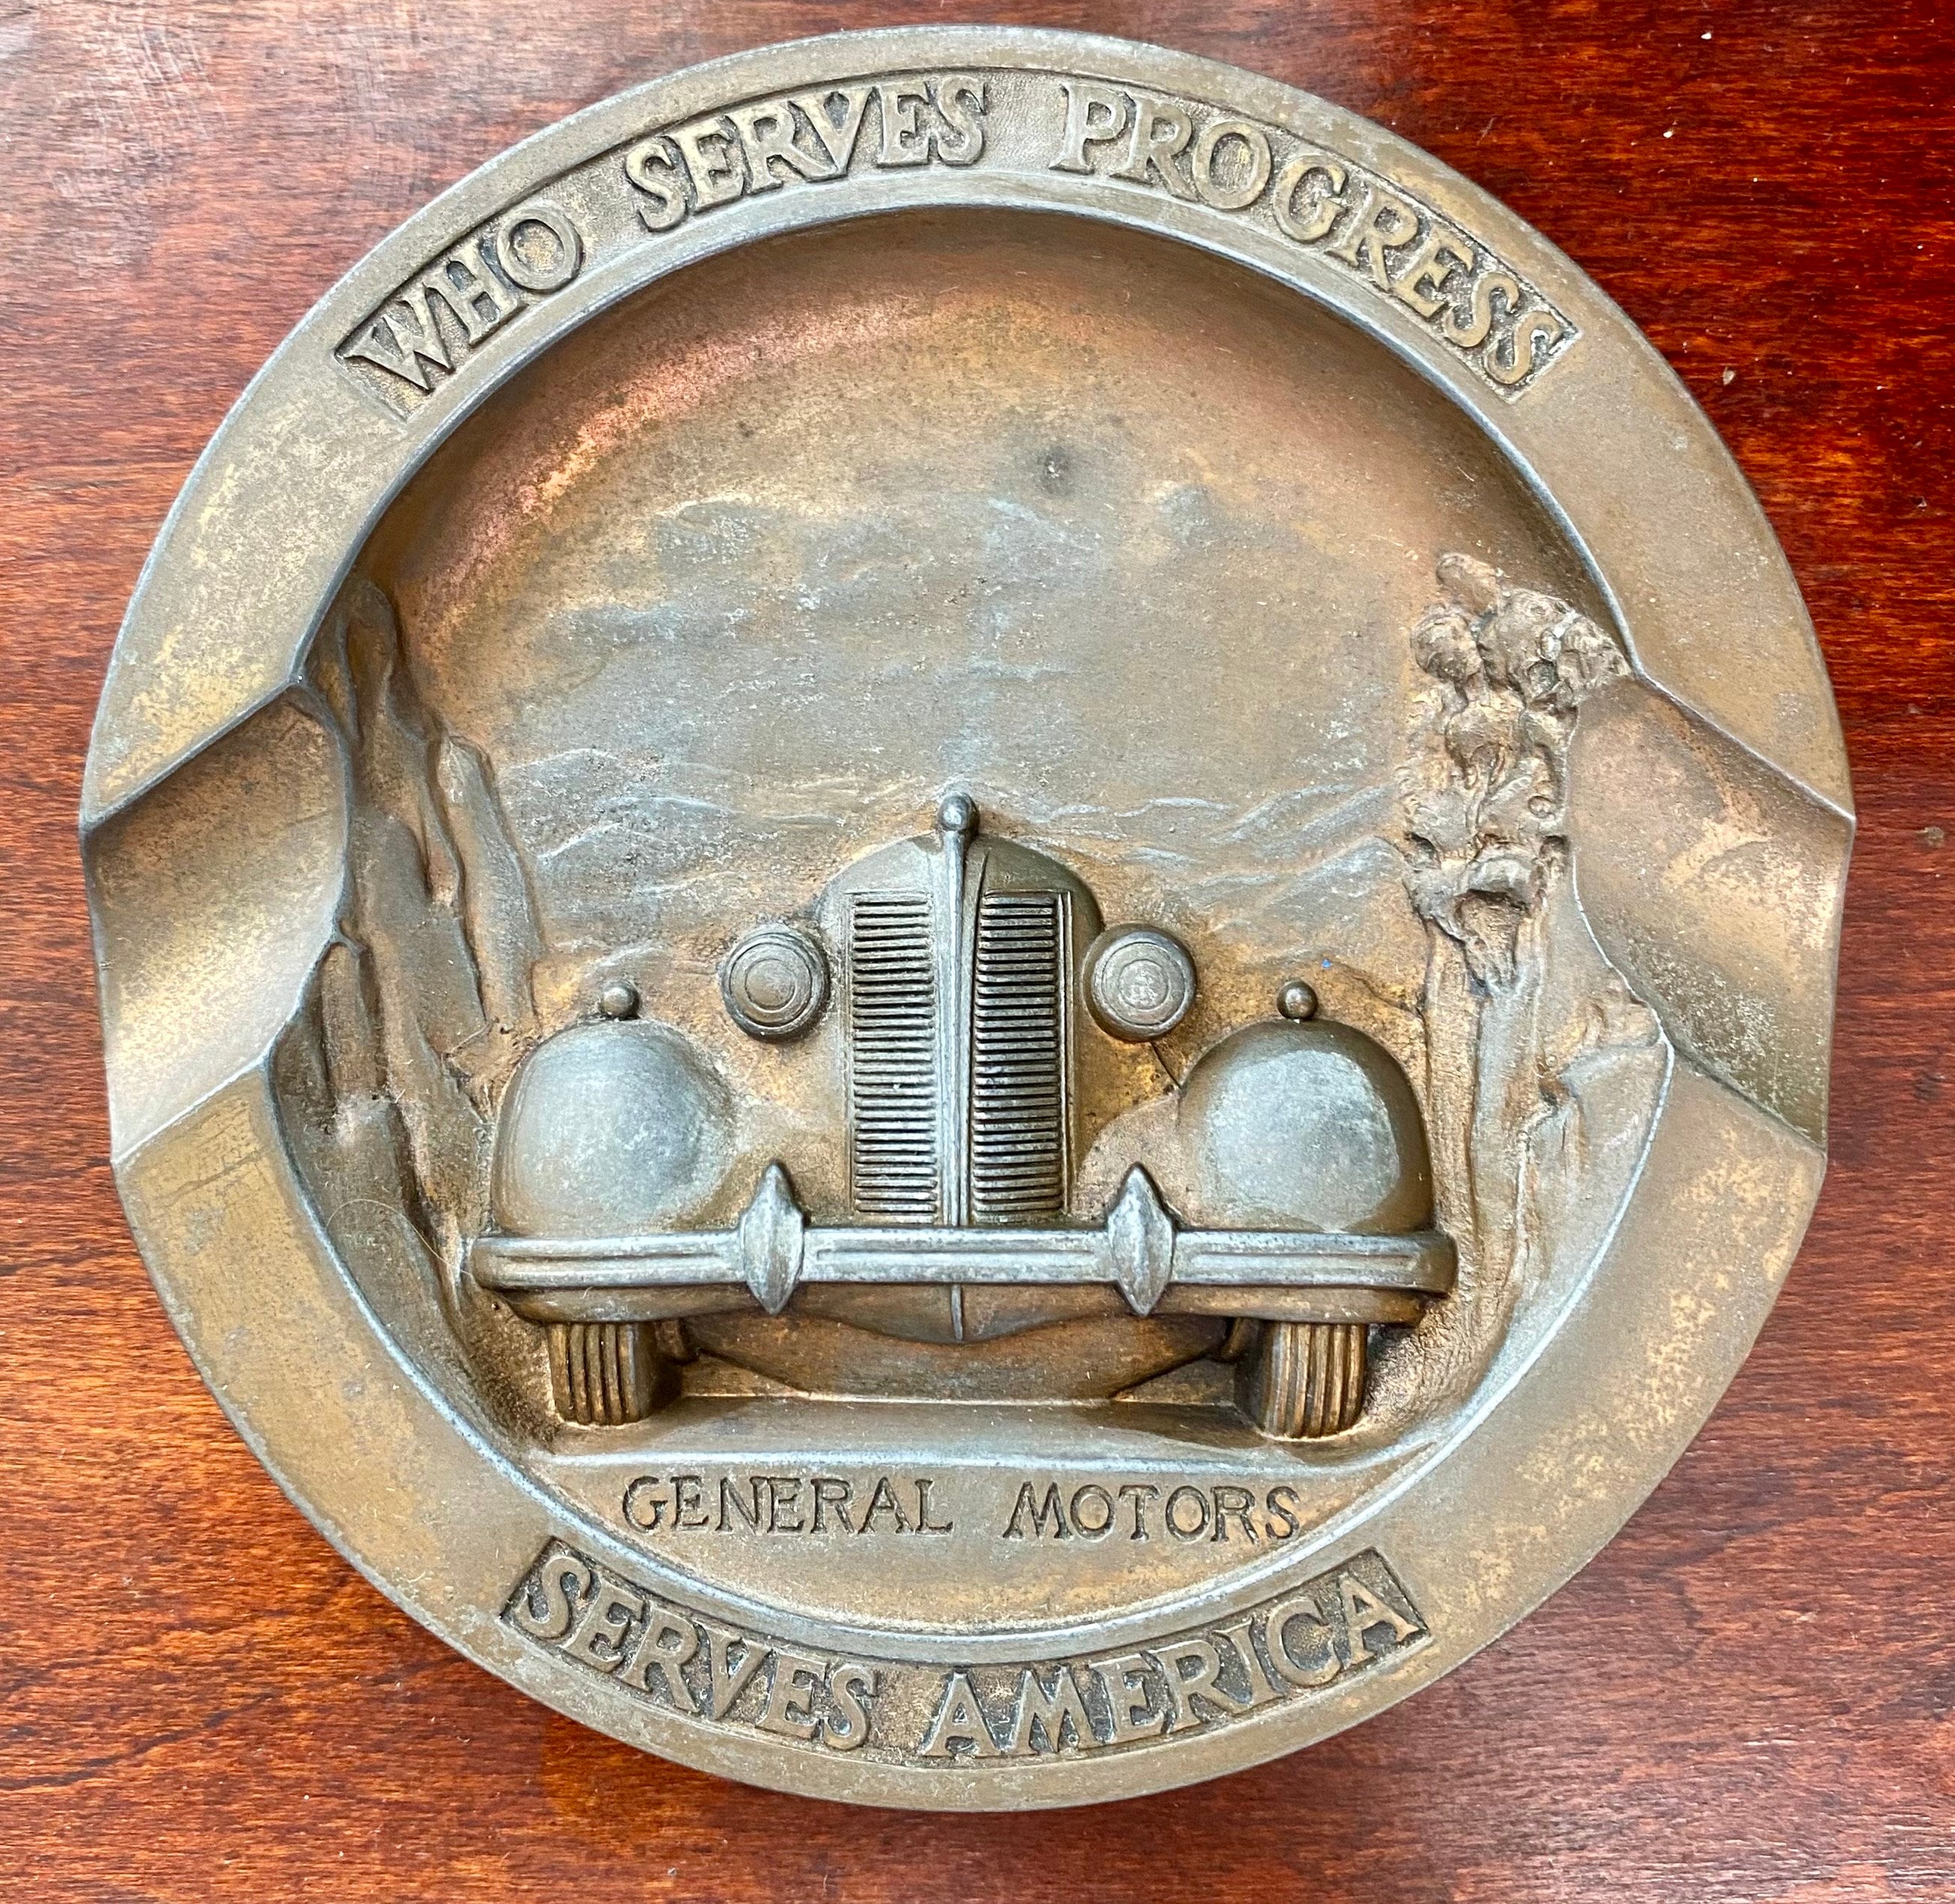 WHO SERVES PROGRESS
GENERAL MOTORS
SERVES AMERICA